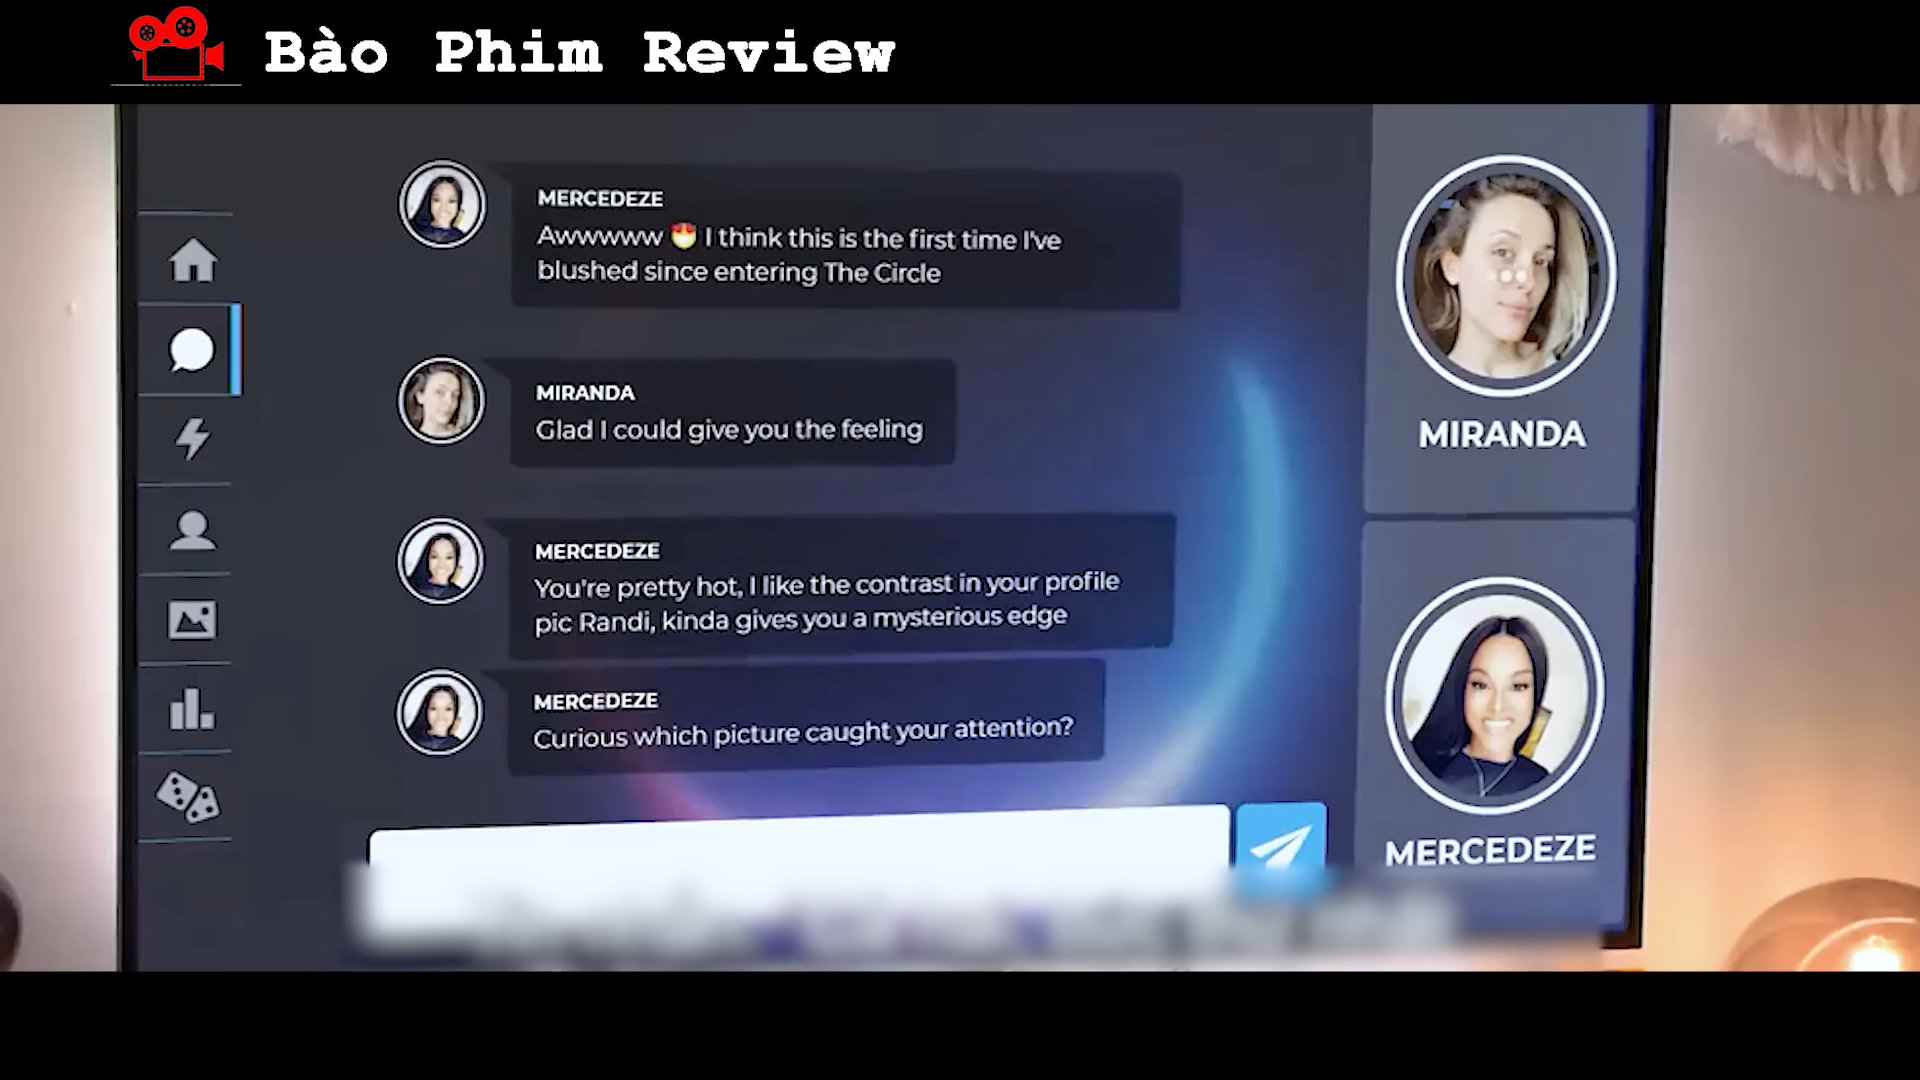 Bào Phim Review
MERCEDEZE
Awwwww 😍 I think this is the first time I've
blushed since entering The Circle
MIRANDA
Glad I could give you the feeling
MERCEDEZE
You're pretty hot, I like the contrast in your profile
pic Randi, kinda gives you a mysterious edge
MERCEDEZE
Curious which picture caught your attention?
MIRANDA
MERCEDEZE